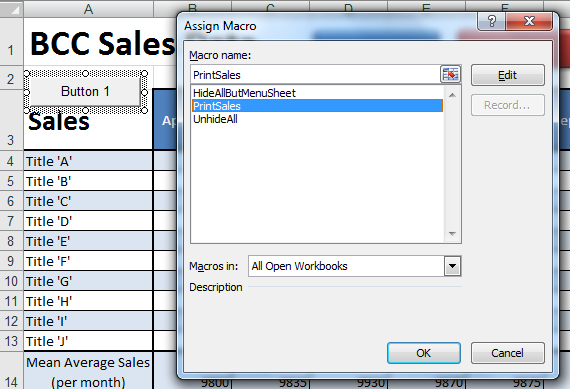 A
1 BCC Sales
2
Button 1
3 Sales Ap
4 Title 'A'
5 Title 'B'
6 Title 'C'
7 Title 'D'
8 Title 'E'
9 Title 'F'
10 Title 'G'
11 Title 'H'
12 Title 'I'
13 Title 'J'
Mean Average Sales
14 (per month) 9800 9835 9930 9870 9875
Assign Macro
?
Macro name:
PrintSales
Edit
HideAllButMenuSheet
PrintSales
Record...
UnhideAll
Macros in: All Open Workbooks
Description
OK Cancel